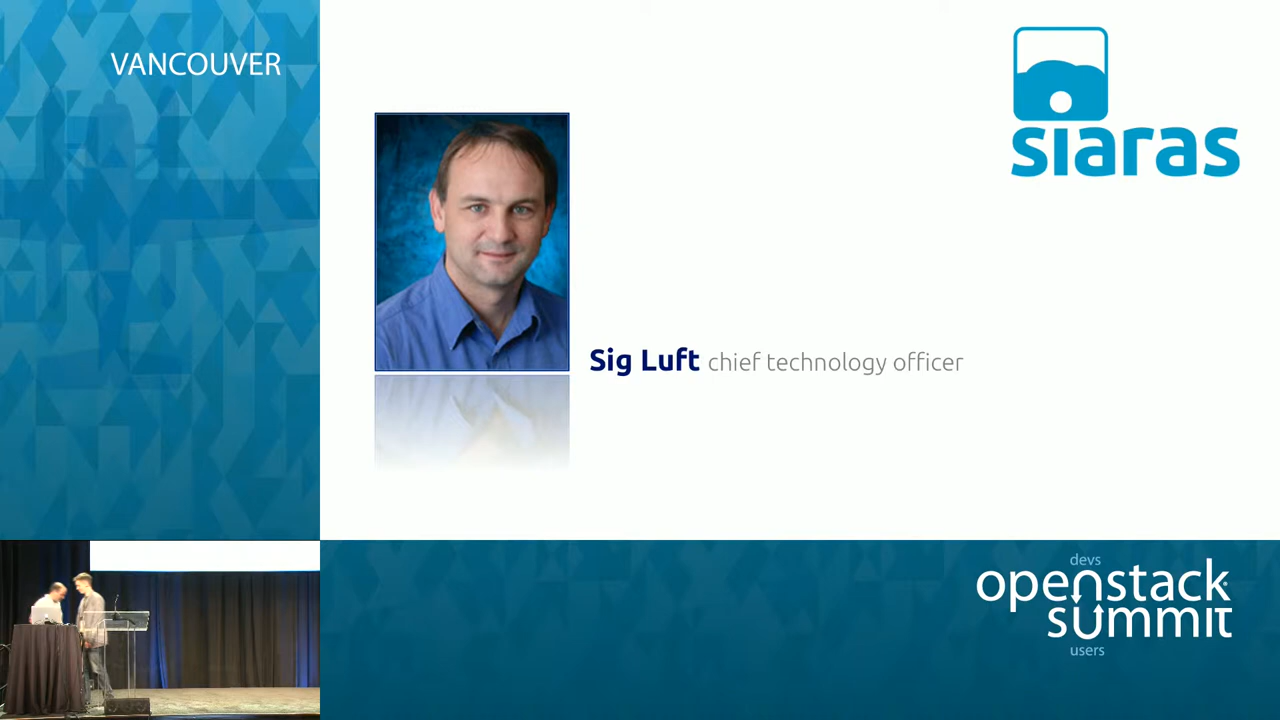 VANCOUVER
siaras
Sig Luft chief technology officer
devs
openstack
summit
users